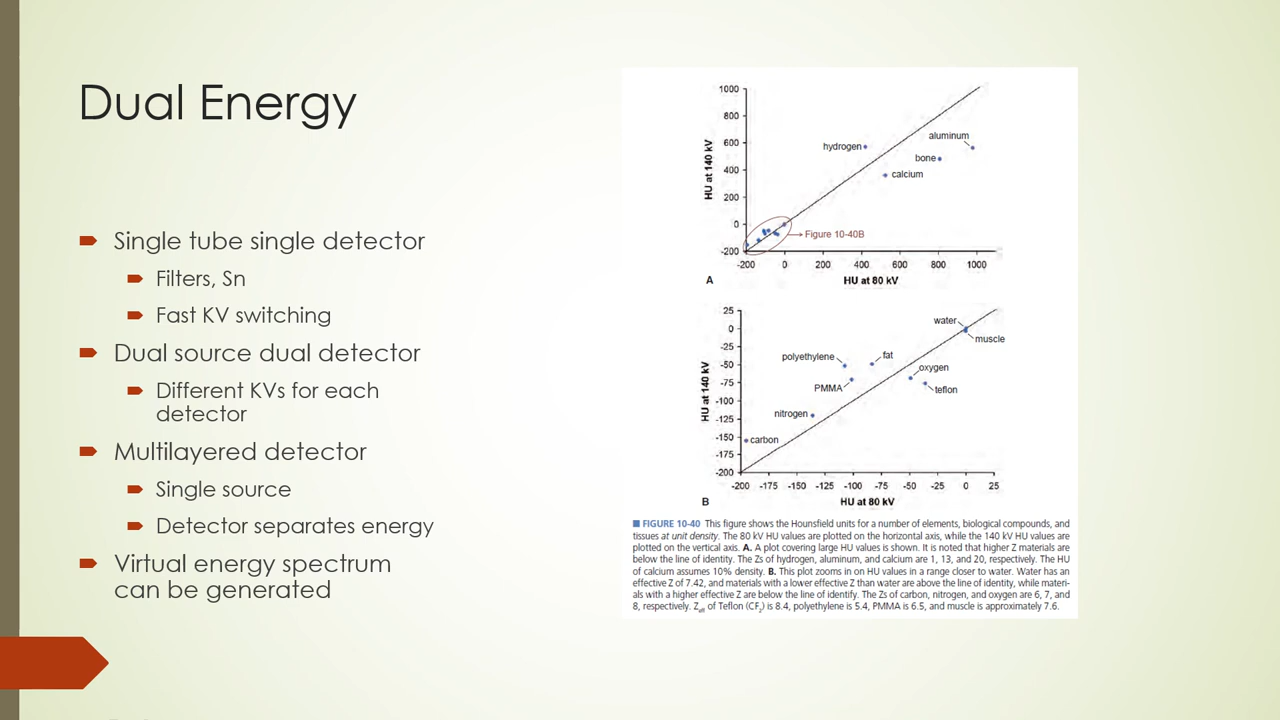 Dual Energy
Single tube single detector
Filters, Sn
Fast KV switching
Dual source dual detector
Different KVs for each
detector
Multilayered detector
Single source
Detector separates energy
Virtual energy spectrum
can be generated
1000
800
600
400
200
0
-200
HU at 140 kV
hydrogen
aluminum
bone
calcium
Figure 10-40B
-200 0 200 400 600 800 1000
A HU at 80 kV
25
0
-25
-50
-75
-100
-125
-150
-175
-200
HU at 140 kV
water
muscle
polyethylene
fat
oxygen
PMMA
teflon
nitrogen
carbon
-200 -175 -150 -125 -100 -75 -50 -25 0 25
B HU at 80 kV
■ FIGURE 10-40 This figure shows the Hounsfield units for a number of elements, biological compounds, and
tissues at unit density. The 80 kV HU values are plotted on the horizontal axis, while the 140 kV HU values are
plotted on the vertical axis. A. A plot covering large HU values is shown. It is noted that higher Z materials are
below the line of identity. The Zs of hydrogen, aluminum, and calcium are 1, 13, and 20, respectively. The HU
of calcium assumes 10% density. B. This plot zooms in on HU values in a range closer to water. Water has an
effective Z of 7.42, and materials with a lower effective Z than water are above the line of identity, while materi-
als with a higher effective Z are below the line of identify. The Zs of carbon, nitrogen, and oxygen are 6, 7, and
8, respectively. Zeff of Teflon (CF2) is 8.4, polyethylene is 5.4, PMMA is 6.5, and muscle is approximately 7.6.